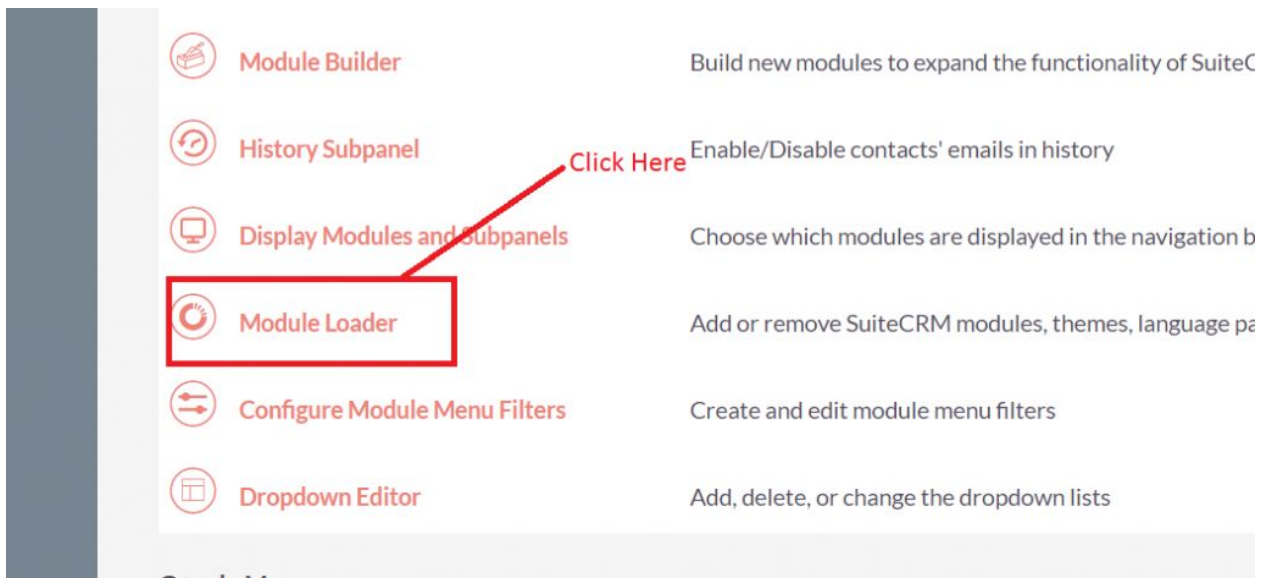 Module Builder Build new modules to expand the functionality of SuiteC
History Subpanel Enable/Disable contacts' emails in history
Click Here
Display Modules and Subpanels Choose which modules are displayed in the navigation b
Module Loader Add or remove SuiteCRM modules, themes, language pa
Configure Module Menu Filters Create and edit module menu filters
Dropdown Editor Add, delete, or change the dropdown lists